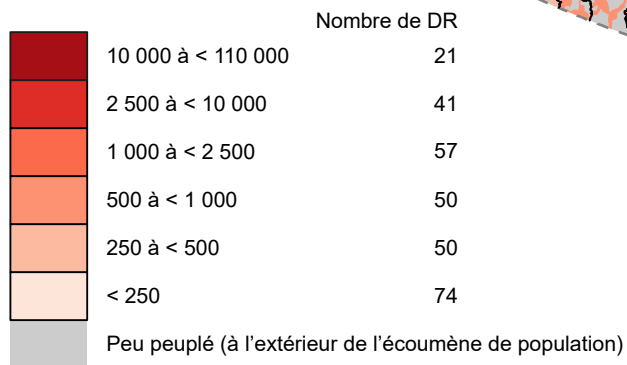 Nombre de DR
10 000 à < 110 000 21
2 500 à < 10 000 41
1 000 à < 2 500 57
500 à < 1 000 50
250 à < 500 50
< 250 74
Peu peuplé (à l’extérieur de l’écoumène de population)